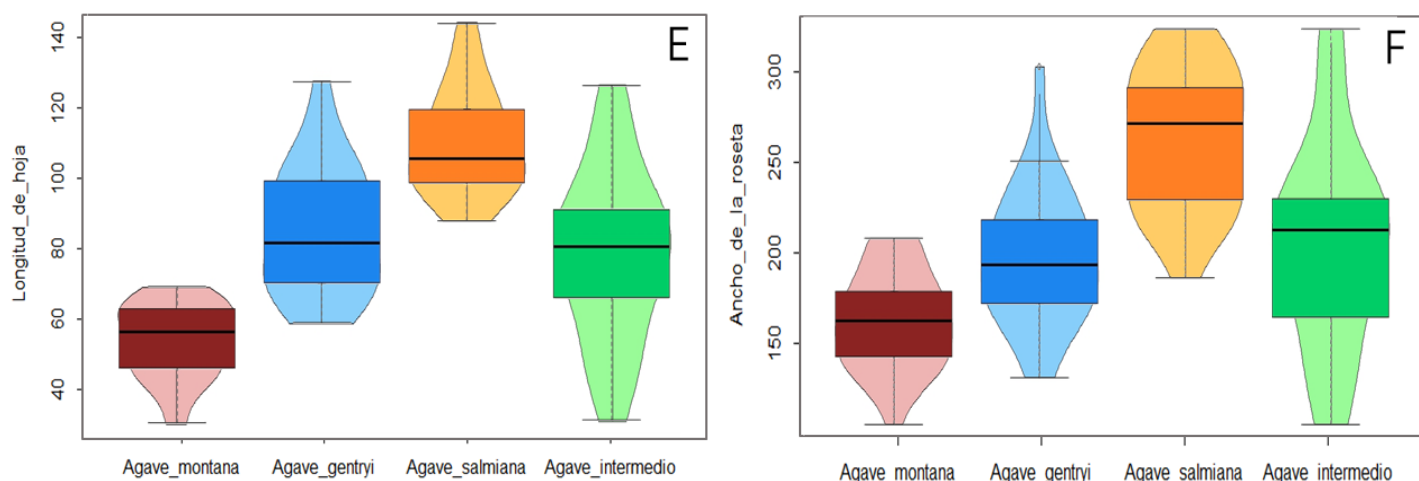 E
Longitud_de_hoja
140
120
100
80
60
40
Agave_montana Agave_gentryi Agave_salmiana Agave_intermedio
F
Ancho_de_la_roseta
300
250
200
150
Agave_montana Agave_gentryi Agave_salmiana Agave_intermedio